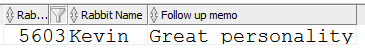 Rab... Rabbit Name Follow up memo
5603 Kevin Great personality